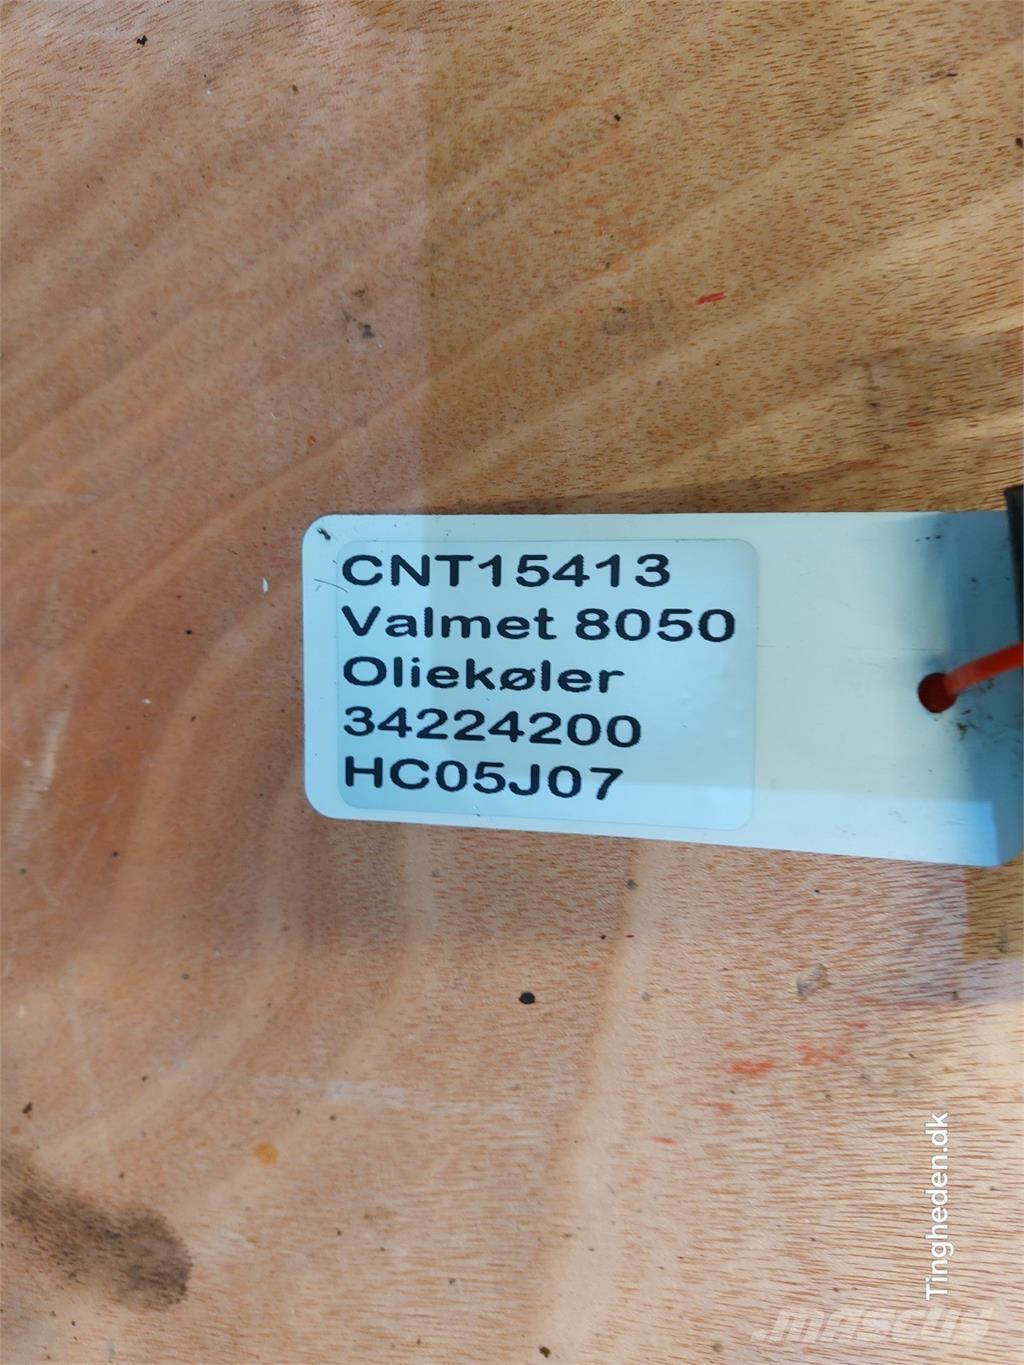 CNT15413
Valmet 8050
Oliekøler
34224200
HC05J07
Tingheden.dk
mascus